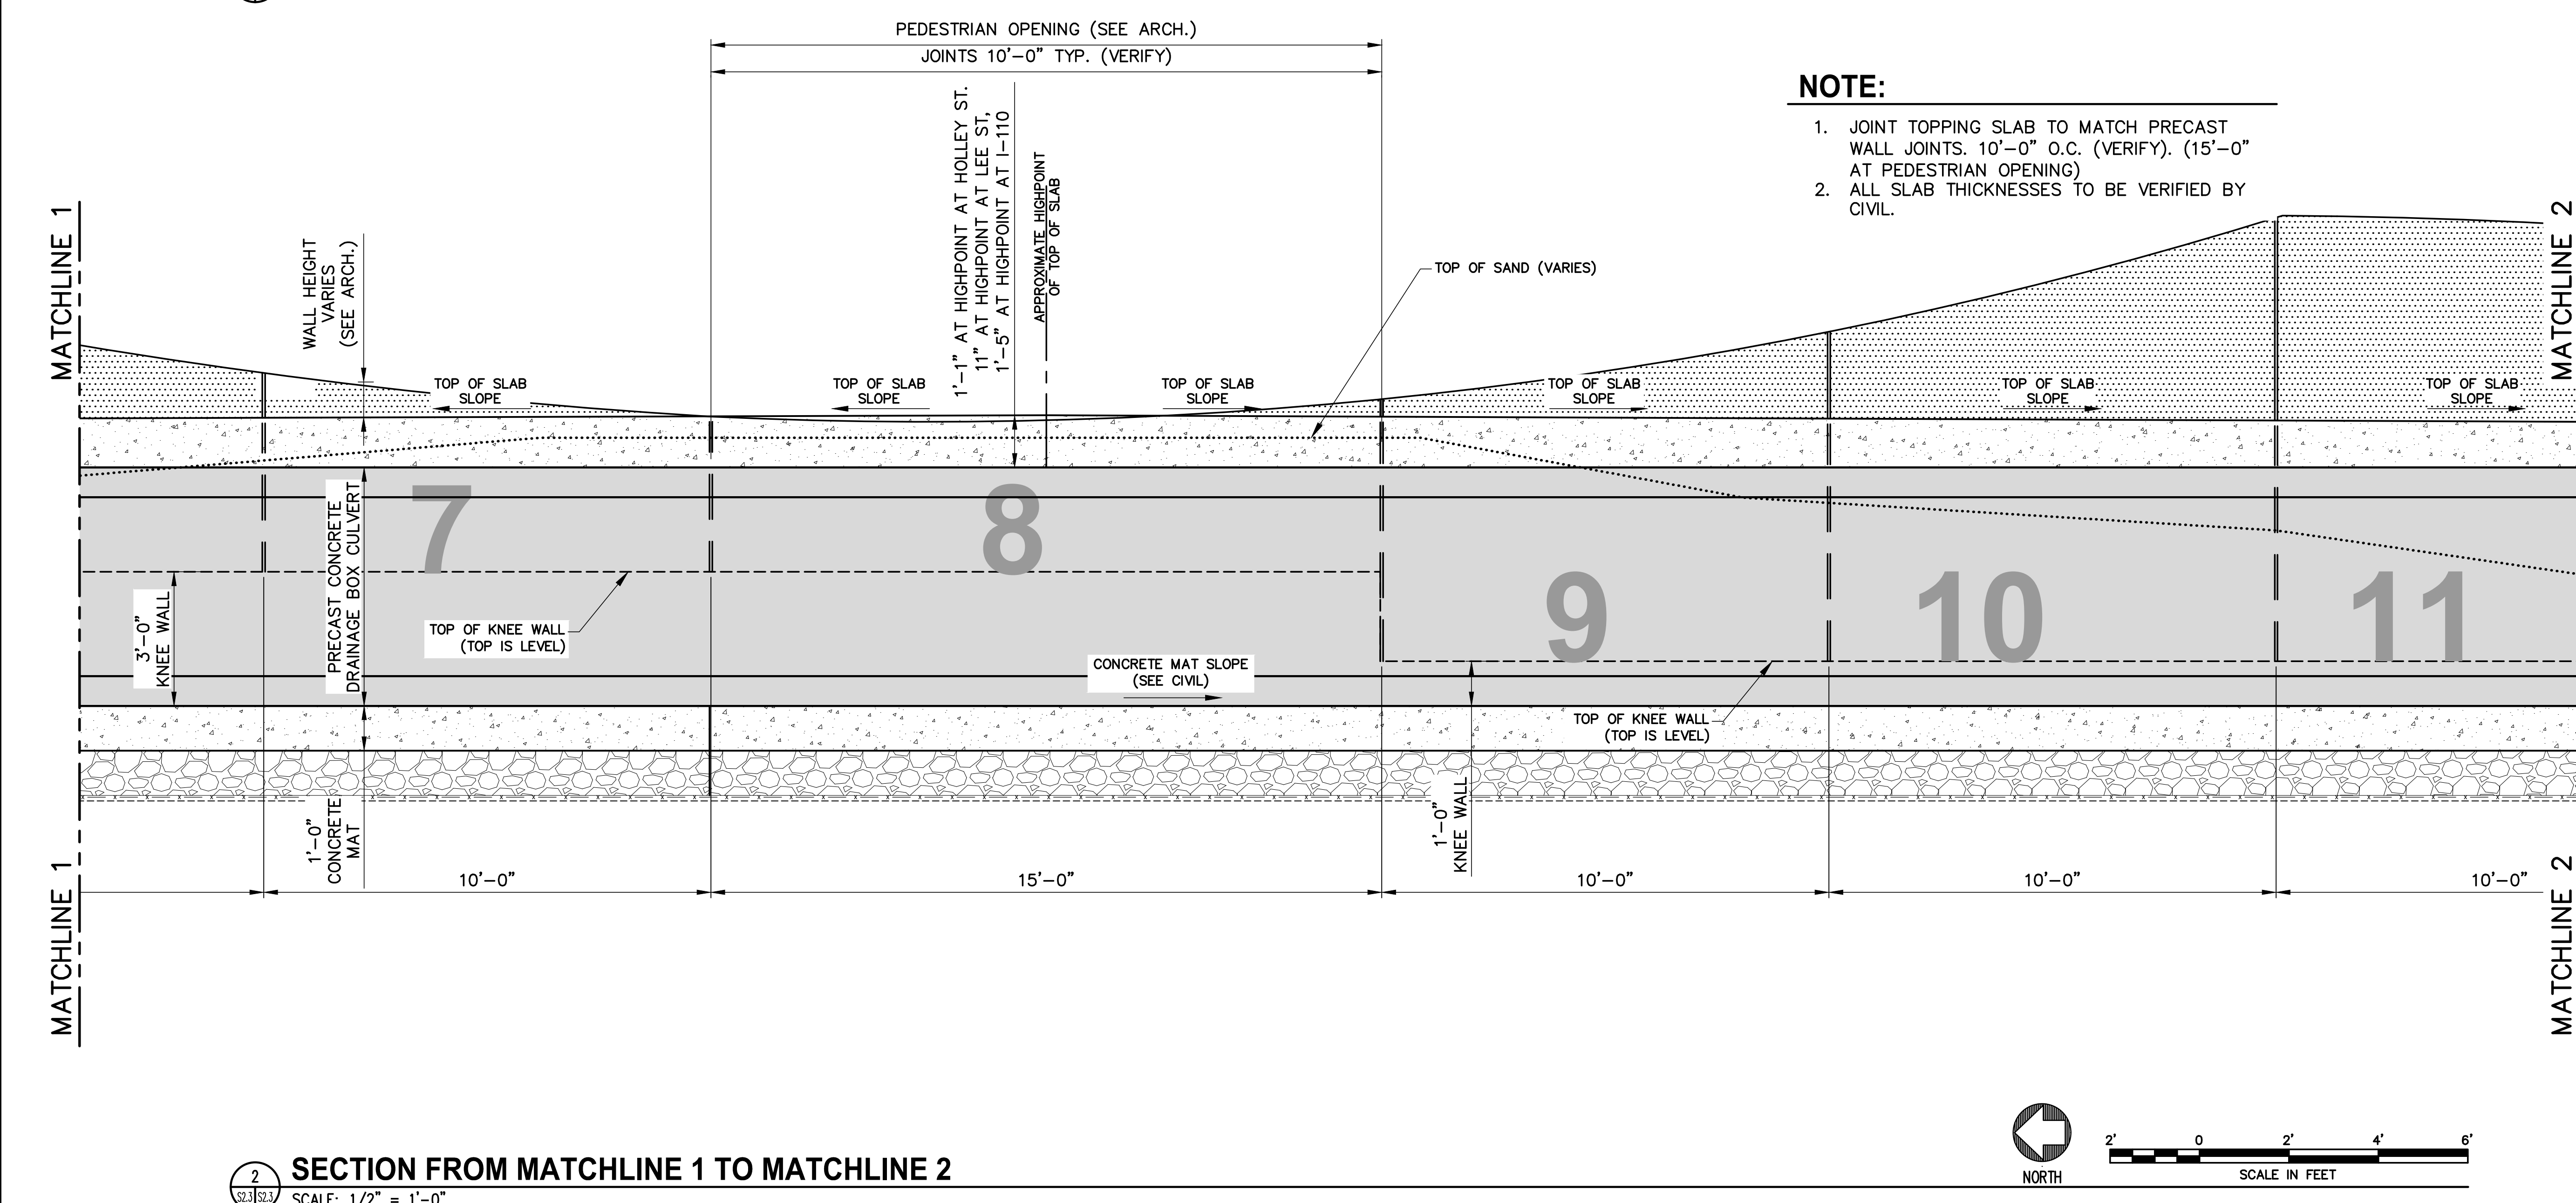 PEDESTRIAN OPENING (SEE ARCH.)
JOINTS 10'-0" TYP. (VERIFY)
NOTE:
1. JOINT TOPPING SLAB TO MATCH PRECAST
WALL JOINTS. 10'-0" O.C. (VERIFY). (15'-0"
AT PEDESTRIAN OPENING)
2. ALL SLAB THICKNESSES TO BE VERIFIED BY
CIVIL.
MATCHLINE 1
MATCHLINE 2
WALL HEIGHT
VARIES
(SEE ARCH.)
1'-1" AT HIGHPOINT AT HOLLEY ST.
11" AT HIGHPOINT AT LEE ST,
1'-5" AT HIGHPOINT AT I-110
APPROXIMATE HIGHPOINT
OF TOP OF SLAB
TOP OF SAND (VARIES)
TOP OF SLAB
SLOPE
TOP OF SLAB
SLOPE
TOP OF SLAB
SLOPE
TOP OF SLAB
SLOPE
TOP OF SLAB
SLOPE
TOP OF SLAB
SLOPE
7
8
9
10
11
3'-0"
KNEE WALL
PRECAST CONCRETE
DRAINAGE BOX CULVERT
TOP OF KNEE WALL
(TOP IS LEVEL)
CONCRETE MAT SLOPE
(SEE CIVIL)
TOP OF KNEE WALL
(TOP IS LEVEL)
1'-0"
CONCRETE
MAT
1'-0"
KNEE WALL
10'-0"
15'-0"
10'-0"
10'-0"
10'-0"
MATCHLINE 1
MATCHLINE 2
NORTH
2' 0 2' 4' 6'
SCALE IN FEET
2
S2.3 S2.3
SECTION FROM MATCHLINE 1 TO MATCHLINE 2
SCALE: 1/2" = 1'-0"